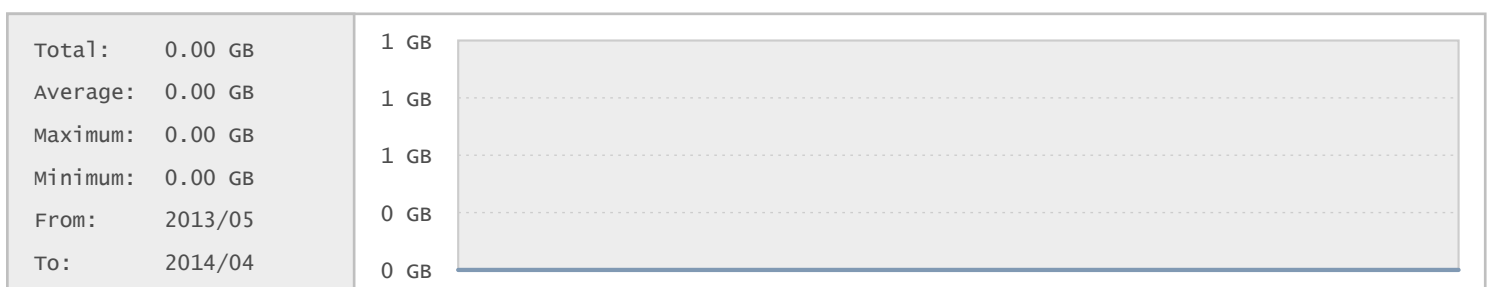 Total: 0.00 GB
Average: 0.00 GB
Maximum: 0.00 GB
Minimum: 0.00 GB
From: 2013/05
To: 2014/04
1 GB
1 GB
1 GB
0 GB
0 GB